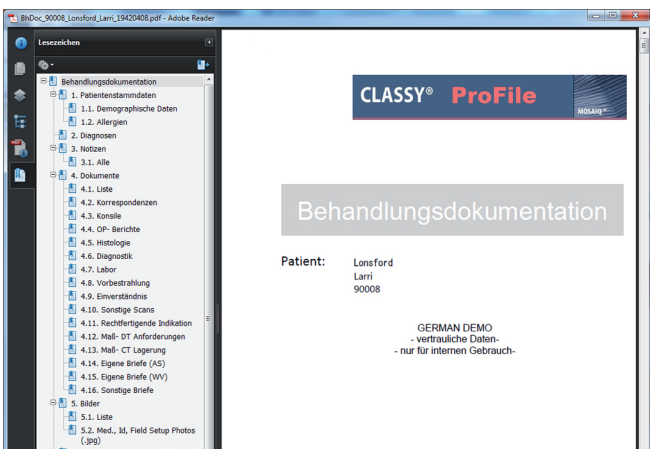 BhDoc_90008_Lonsford_Larri_19420408.pdf - Adobe Reader
Lesezeichen
Behandlungsdokumentation
1. Patientenstammdaten
1.1. Demographische Daten
1.2. Allergien
2. Diagnosen
3. Notizen
3.1. Alle
4. Dokumente
4.1. Liste
4.2. Korrespondenzen
4.3. Konsile
4.4. OP- Berichte
4.5. Histologie
4.6. Diagnostik
4.7. Labor
4.8. Vorbestrahlung
4.9. Einverständnis
4.10. Sonstige Scans
4.11. Rechtfertigende Indikation
4.12. Maß- DT Anforderungen
4.13. Maß- CT Lagerung
4.14. Eigene Briefe (AS)
4.15. Eigene Briefe (WV)
4.16. Sonstige Briefe
5. Bilder
5.1. Liste
5.2. Med., Id, Field Setup Photos
(.jpg)
CLASSY® ProFile
MOSAIQ®
Behandlungsdokumentation
Patient: Lonsford
Larri
90008
GERMAN DEMO
- vertrauliche Daten-
- nur für internen Gebrauch-